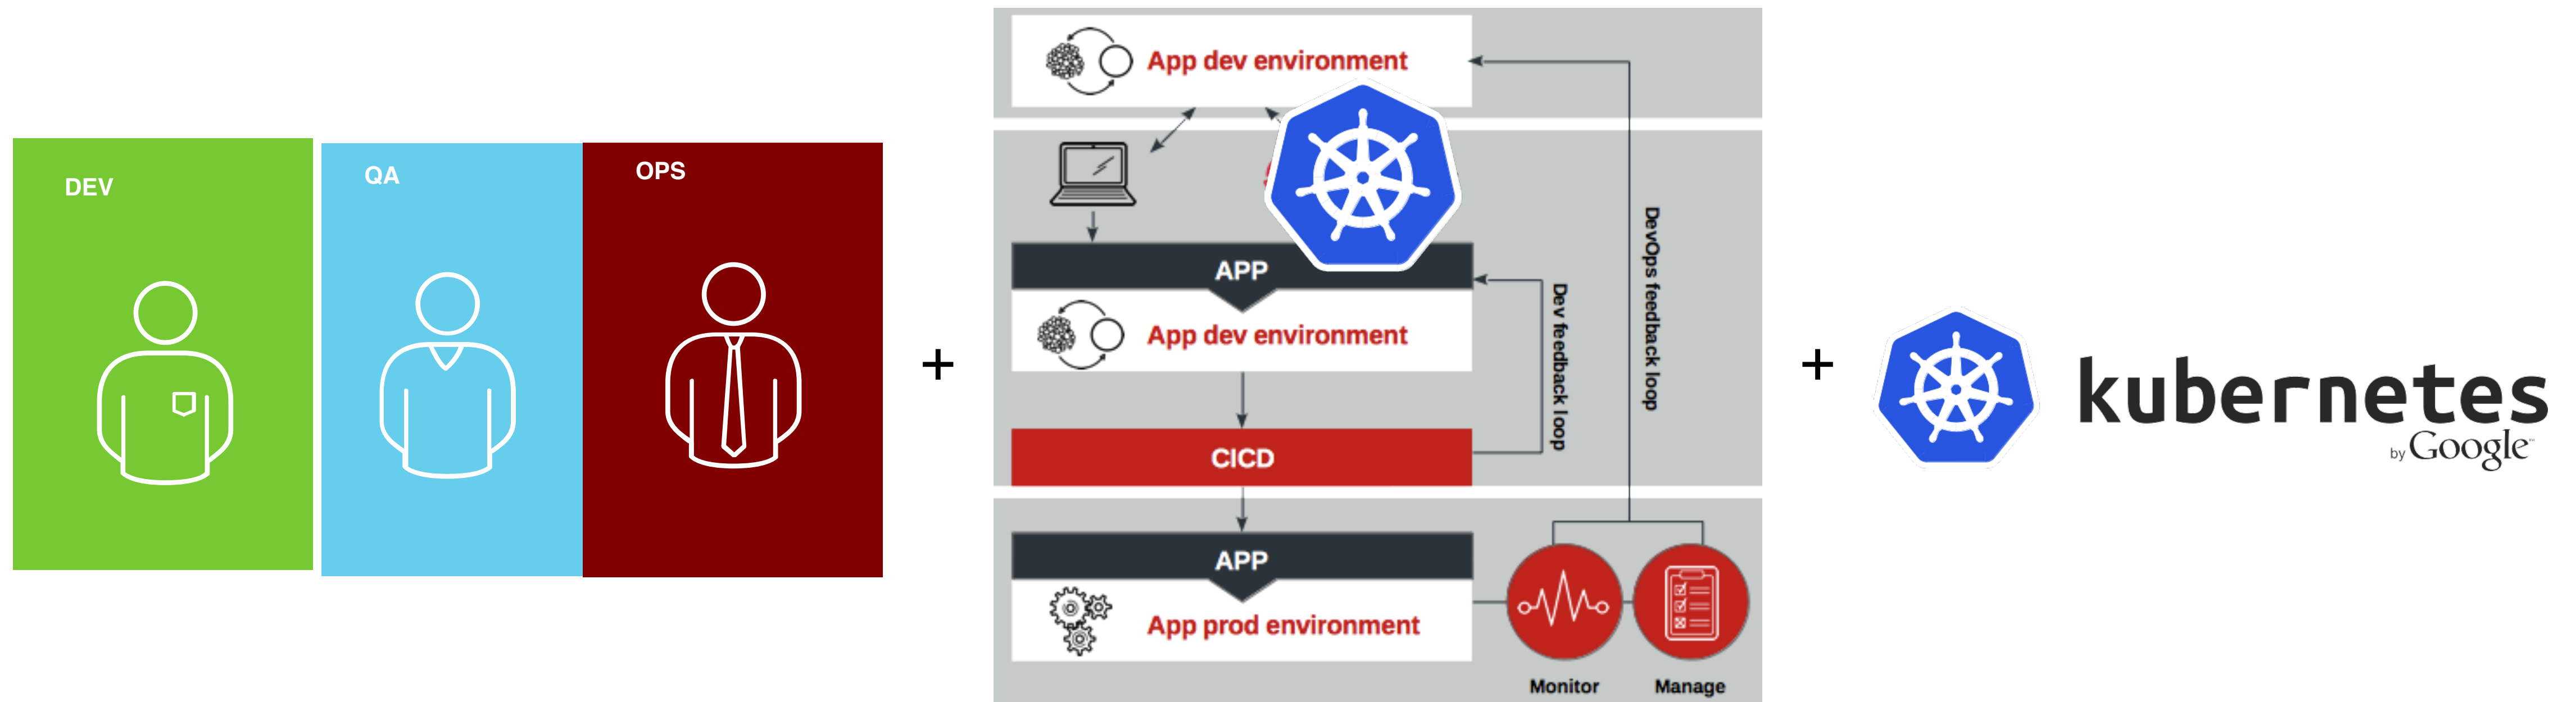 DEV
QA
OPS
+
App dev environment
APP
App dev environment
CICD
APP
App prod environment
Dev feedback loop
DevOps feedback loop
Monitor
Manage
+
kubernetes
by Google